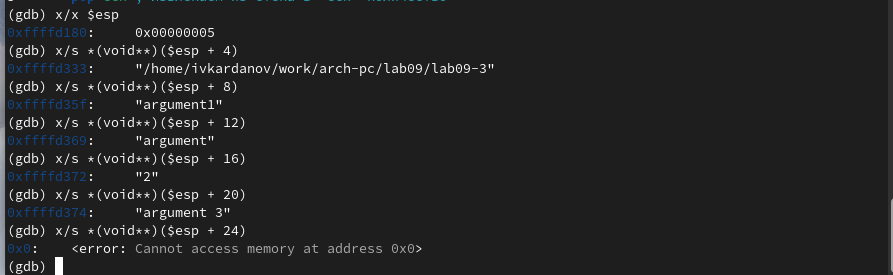 (gdb) x/x $esp
0xffffd180: 0x00000005
(gdb) x/s *(void**)($esp + 4)
0xffffd333: "/home/ivkardanov/work/arch-pc/lab09/lab09-3"
(gdb) x/s *(void**)($esp + 8)
0xffffd35f: "argument1"
(gdb) x/s *(void**)($esp + 12)
0xffffd369: "argument"
(gdb) x/s *(void**)($esp + 16)
0xffffd372: "2"
(gdb) x/s *(void**)($esp + 20)
0xffffd374: "argument 3"
(gdb) x/s *(void**)($esp + 24)
0x0: <error: Cannot access memory at address 0x0>
(gdb)